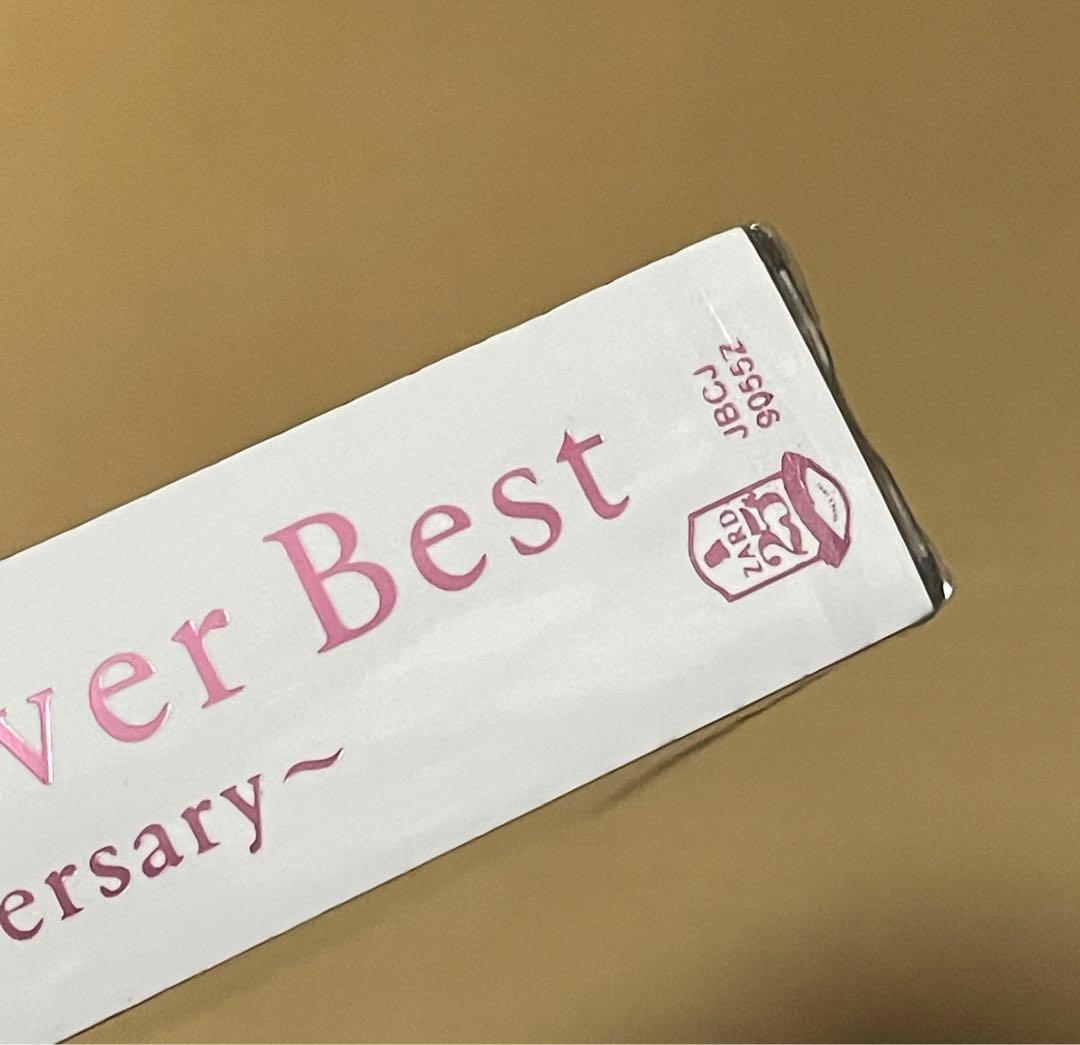 ver Best
ersary~
JBCJ
9055Z
ZARD
25